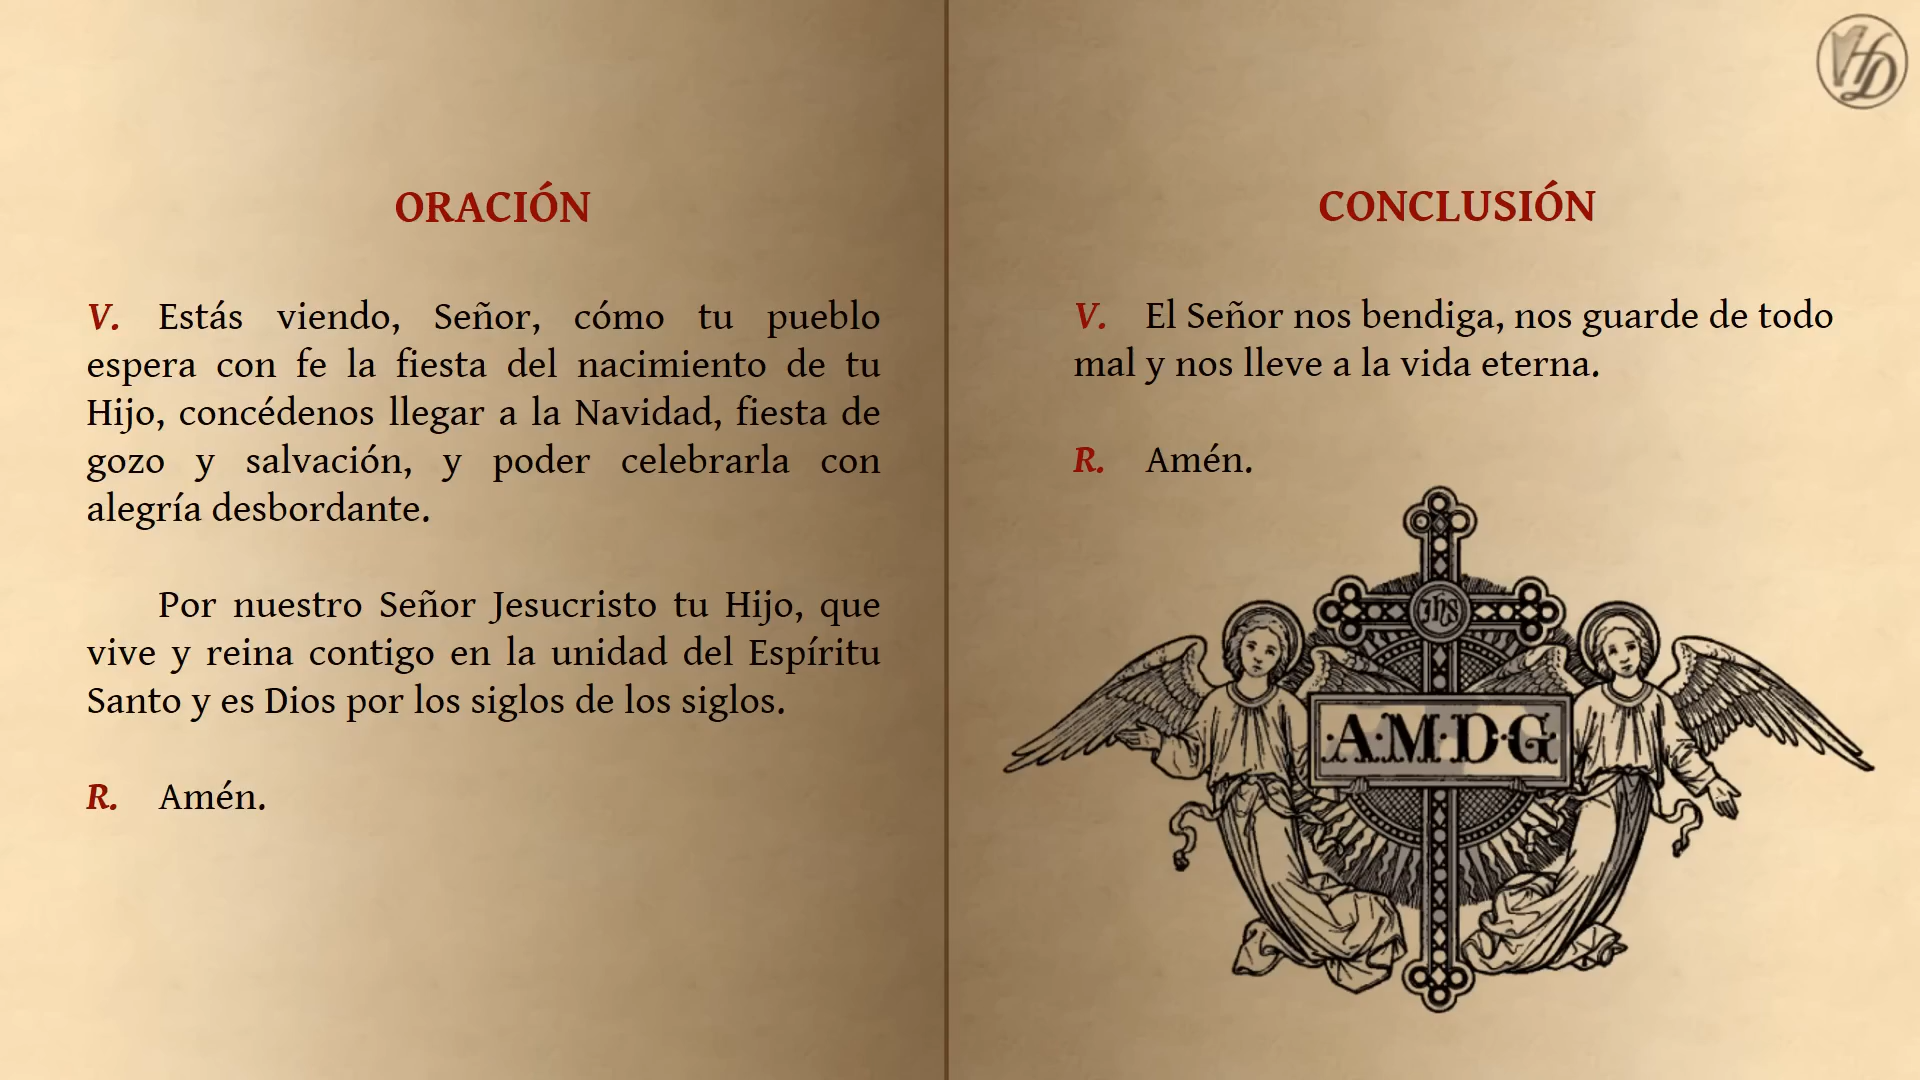 ORACIÓN
V. Estás viendo, Señor, cómo tu pueblo
espera con fe la fiesta del nacimiento de tu
Hijo, concédenos llegar a la Navidad, fiesta de
gozo y salvación, y poder celebrarla con
alegría desbordante.
Por nuestro Señor Jesucristo tu Hijo, que
vive y reina contigo en la unidad del Espíritu
Santo y es Dios por los siglos de los siglos.
R. Amén.
HD
CONCLUSIÓN
V. El Señor nos bendiga, nos guarde de todo
mal y nos lleve a la vida eterna.
R. Amén.
jhs
·A·M·D·G·